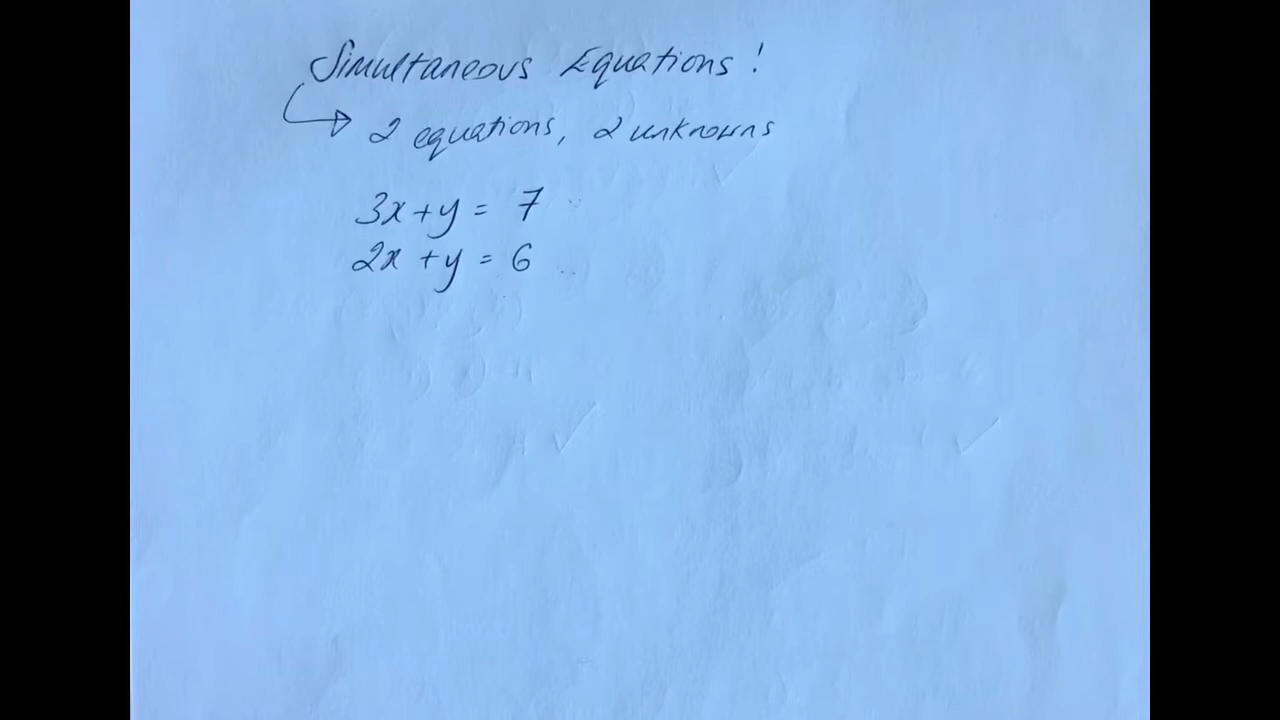 Simultaneous Equations!
2 equations, 2 unknowns
3x + y = 7
2x + y = 6